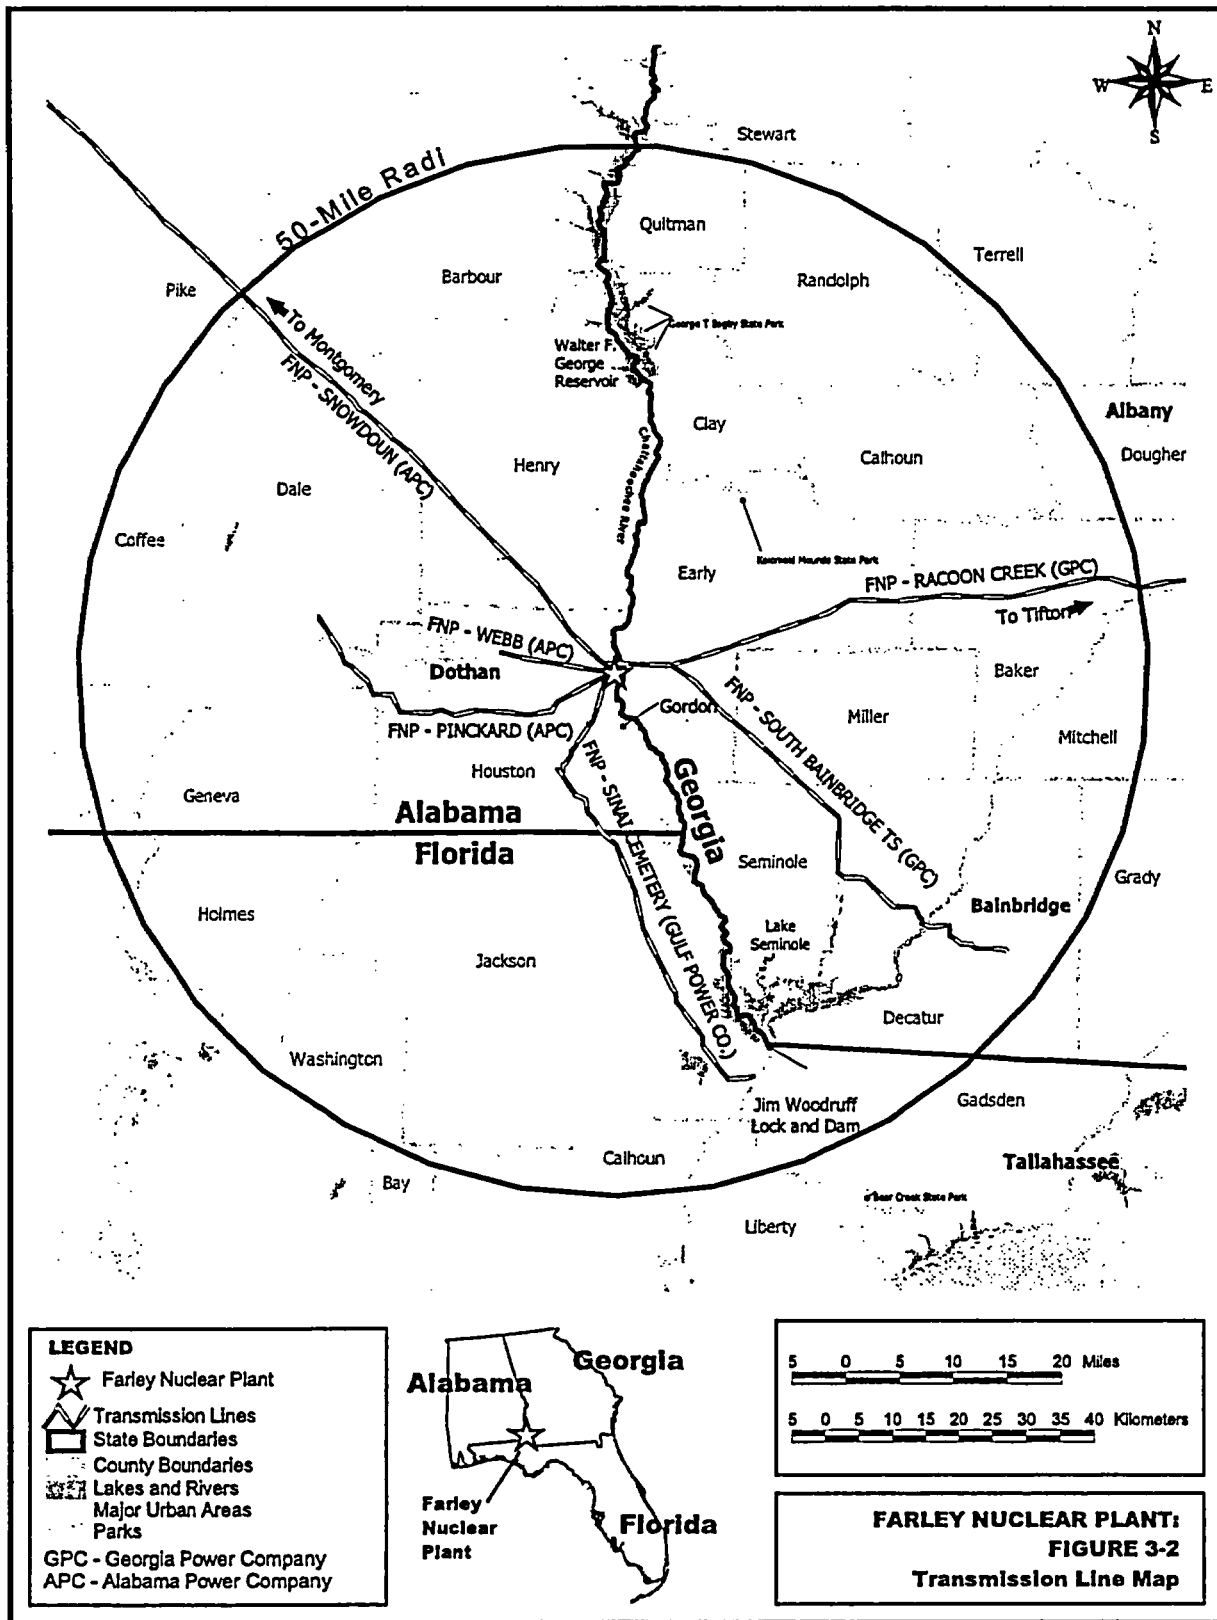 N
W E
S
50-Mile Radi
Stewart
Quitman
Terrell
Barbour
Randolph
Pike
To Montgomery
George T Bagby State Park
Walter F.
George
Reservoir
FNP - SNOWDOUN (APC)
Albany
Clay
Chattahoochee River
Dougher
Calhoun
Henry
Dale
Coffee
Kolomoki Mounds State Park
Early
FNP - RACOON CREEK (GPC)
To Tifton
FNP - WEBB (APC)
Dothan
Baker
Gordon
FNP - SOUTH BAINBRIDGE TS (GPC)
Miller
FNP - PINCKARD (APC)
Mitchell
Houston
FNP - SINAI CEMETERY (GULF POWER CO.)
Georgia
Geneva
Alabama
Florida
Seminole
Grady
Bainbridge
Holmes
Lake
Seminole
Jackson
Decatur
Washington
Gadsden
Jim Woodruff
Lock and Dam
Calhoun
Tallahassee
Bay
Bear Creek State Park
Liberty
LEGEND
Farley Nuclear Plant
Transmission Lines
State Boundaries
County Boundaries
Lakes and Rivers
Major Urban Areas
Parks
GPC - Georgia Power Company
APC - Alabama Power Company
Georgia
Alabama
Farley
Nuclear
Plant
Florida
5 0 5 10 15 20 Miles
5 0 5 10 15 20 25 30 35 40 Kilometers
FARLEY NUCLEAR PLANT:
FIGURE 3-2
Transmission Line Map